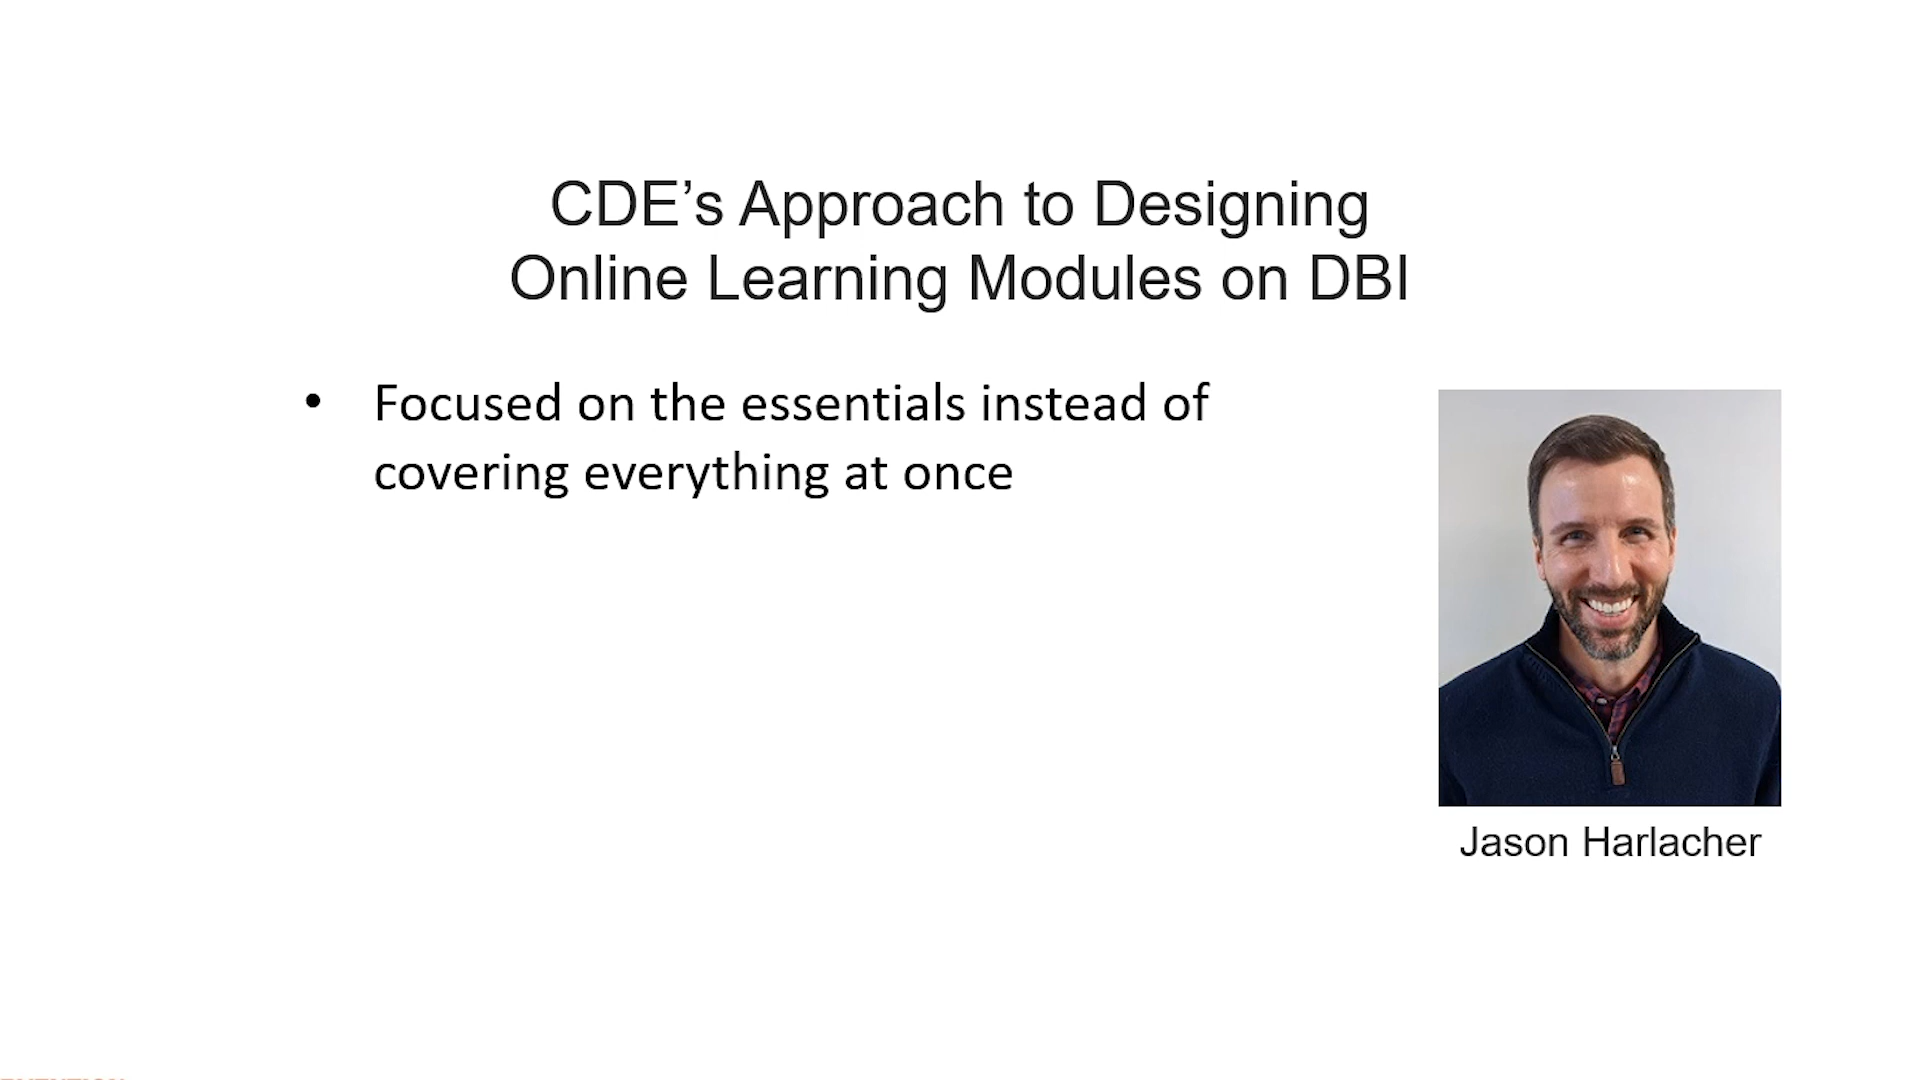 CDE’s Approach to Designing
Online Learning Modules on DBI
• Focused on the essentials instead of
covering everything at once
Jason Harlacher